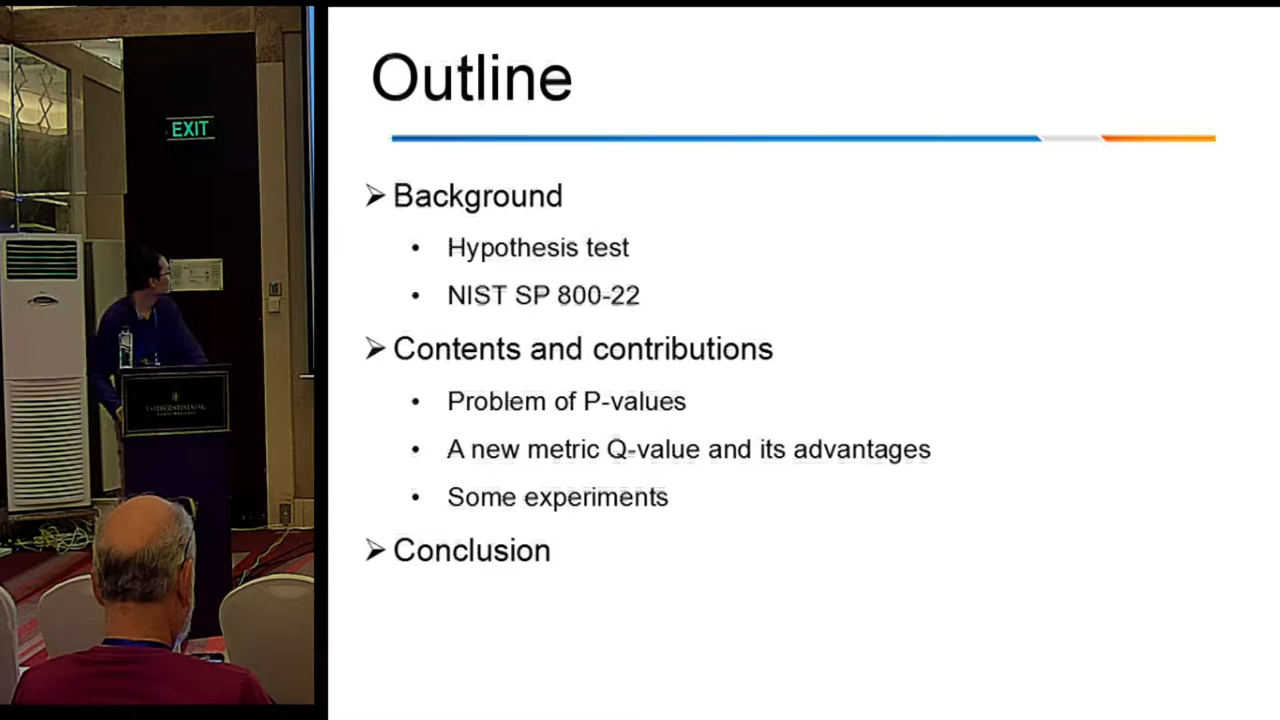 Outline
Background
Hypothesis test
NIST SP 800-22
Contents and contributions
Problem of P-values
A new metric Q-value and its advantages
Some experiments
Conclusion
EXIT
INTERCONTINENTAL